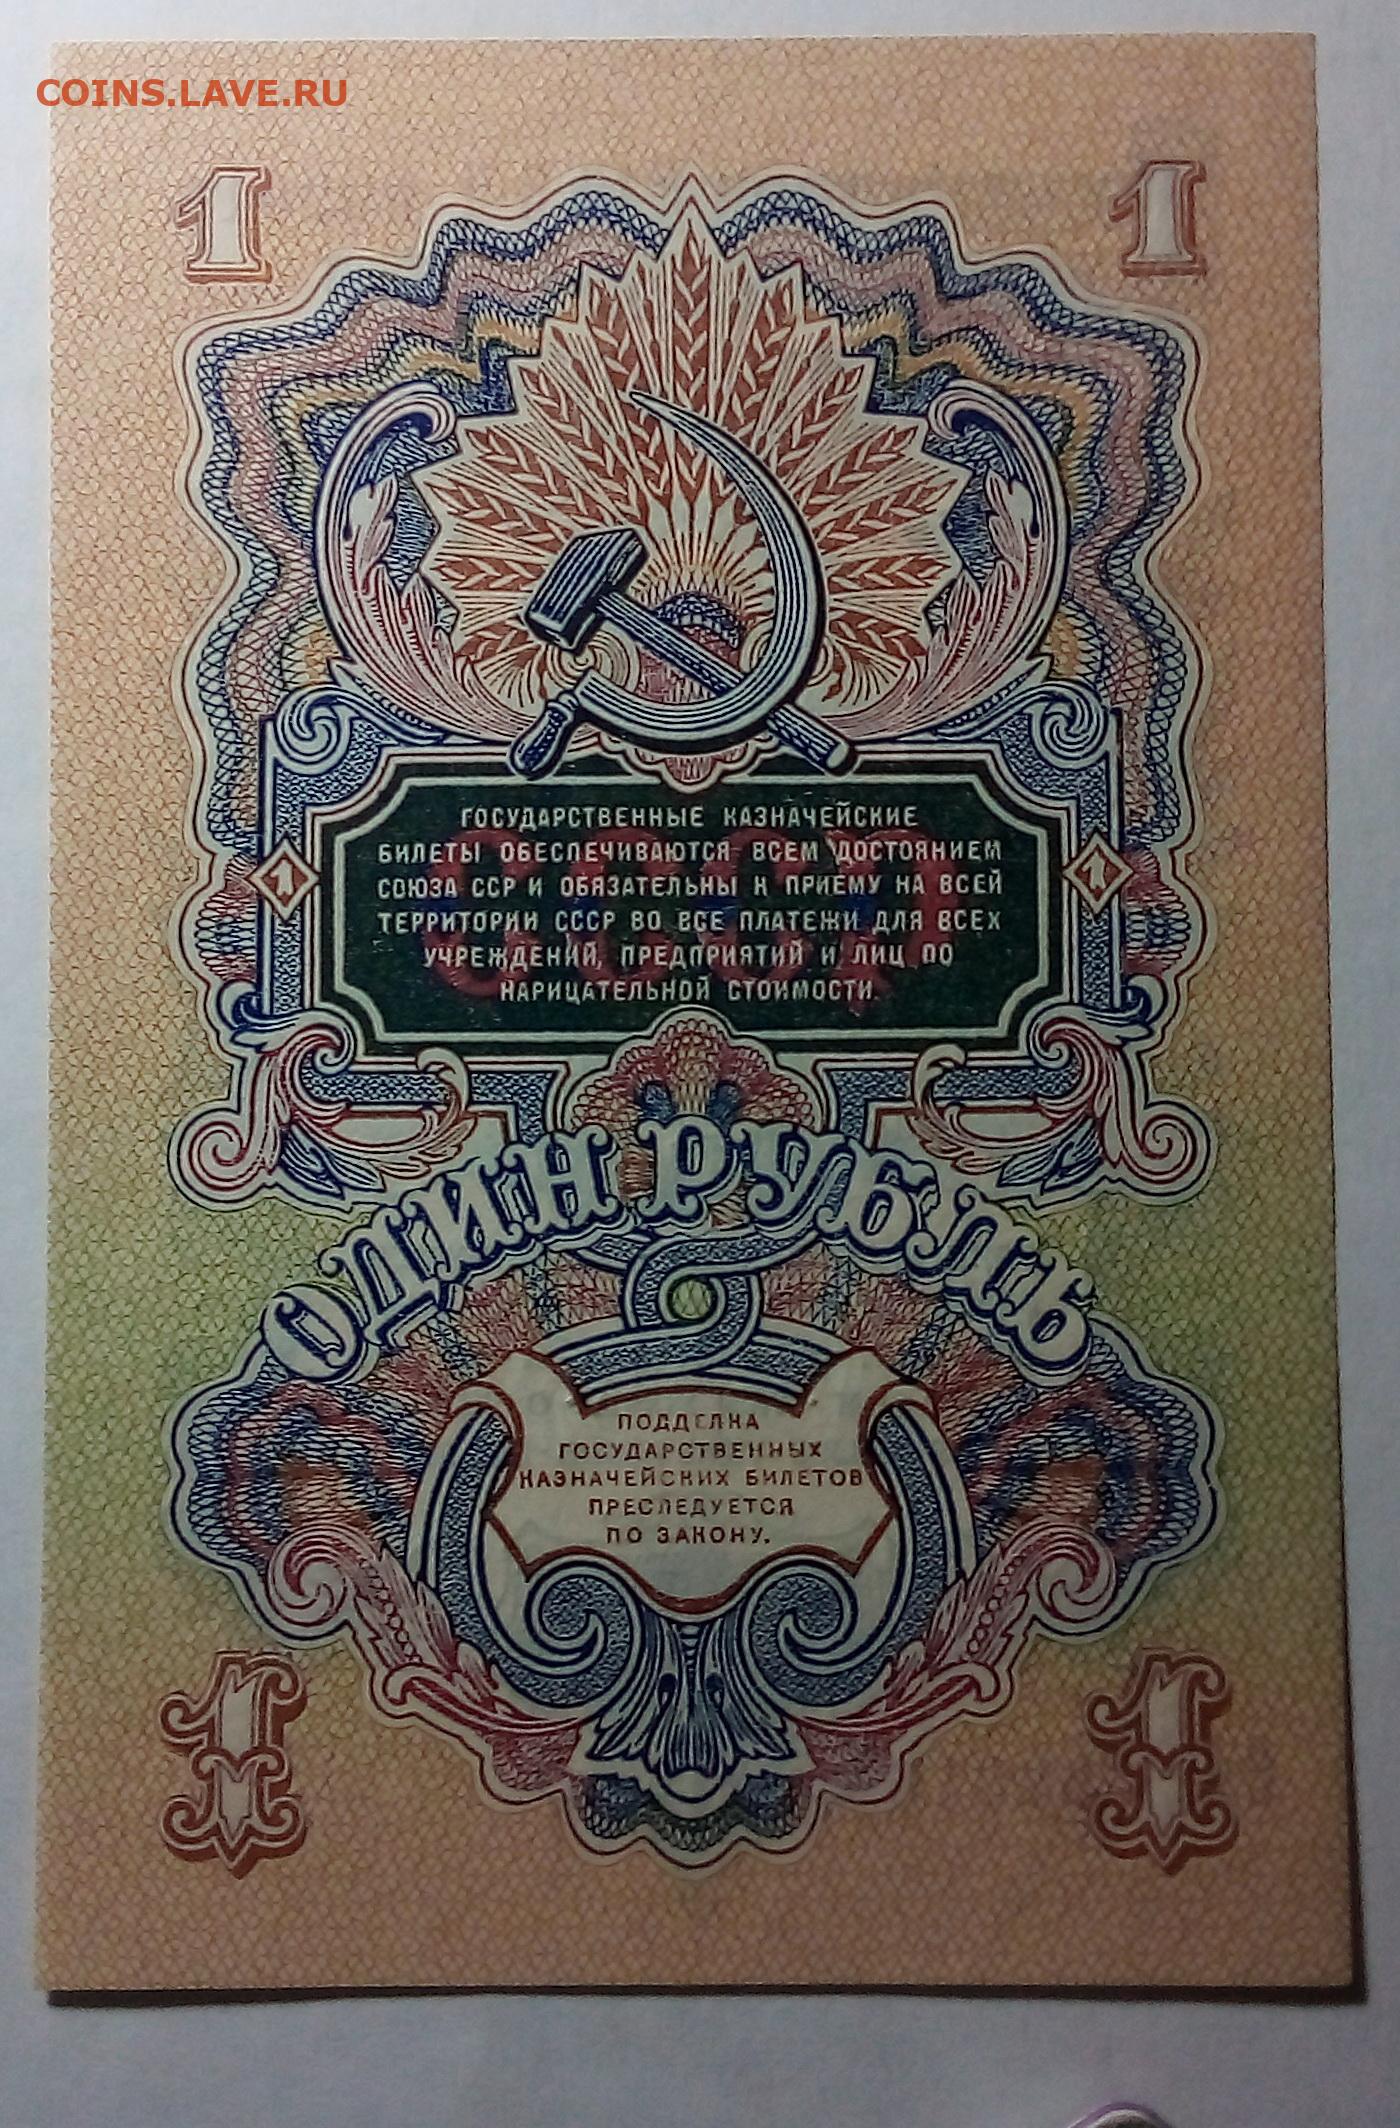 COINS.LAVE.RU
1 1
ГОСУДАРСТВЕННЫЕ КАЗНАЧЕЙСКИЕ
БИЛЕТЫ ОБЕСПЕЧИВАЮТСЯ ВСЕМ ДОСТОЯНИЕМ
СОЮЗА ССР И ОБЯЗАТЕЛЬНЫ К ПРИЕМУ НА ВСЕЙ
ТЕРРИТОРИИ СССР ВО ВСЕ ПЛАТЕЖИ ДЛЯ ВСЕХ
УЧРЕЖДЕНИЙ, ПРЕДПРИЯТИЙ И ЛИЦ ПО
НАРИЦАТЕЛЬНОЙ СТОИМОСТИ.
1 1
СССР
ОДИН РУБЛЬ
ПОДДЕЛКА
ГОСУДАРСТВЕННЫХ
КАЗНАЧЕЙСКИХ БИЛЕТОВ
ПРЕСЛЕДУЕТСЯ
ПО ЗАКОНУ.
1 1